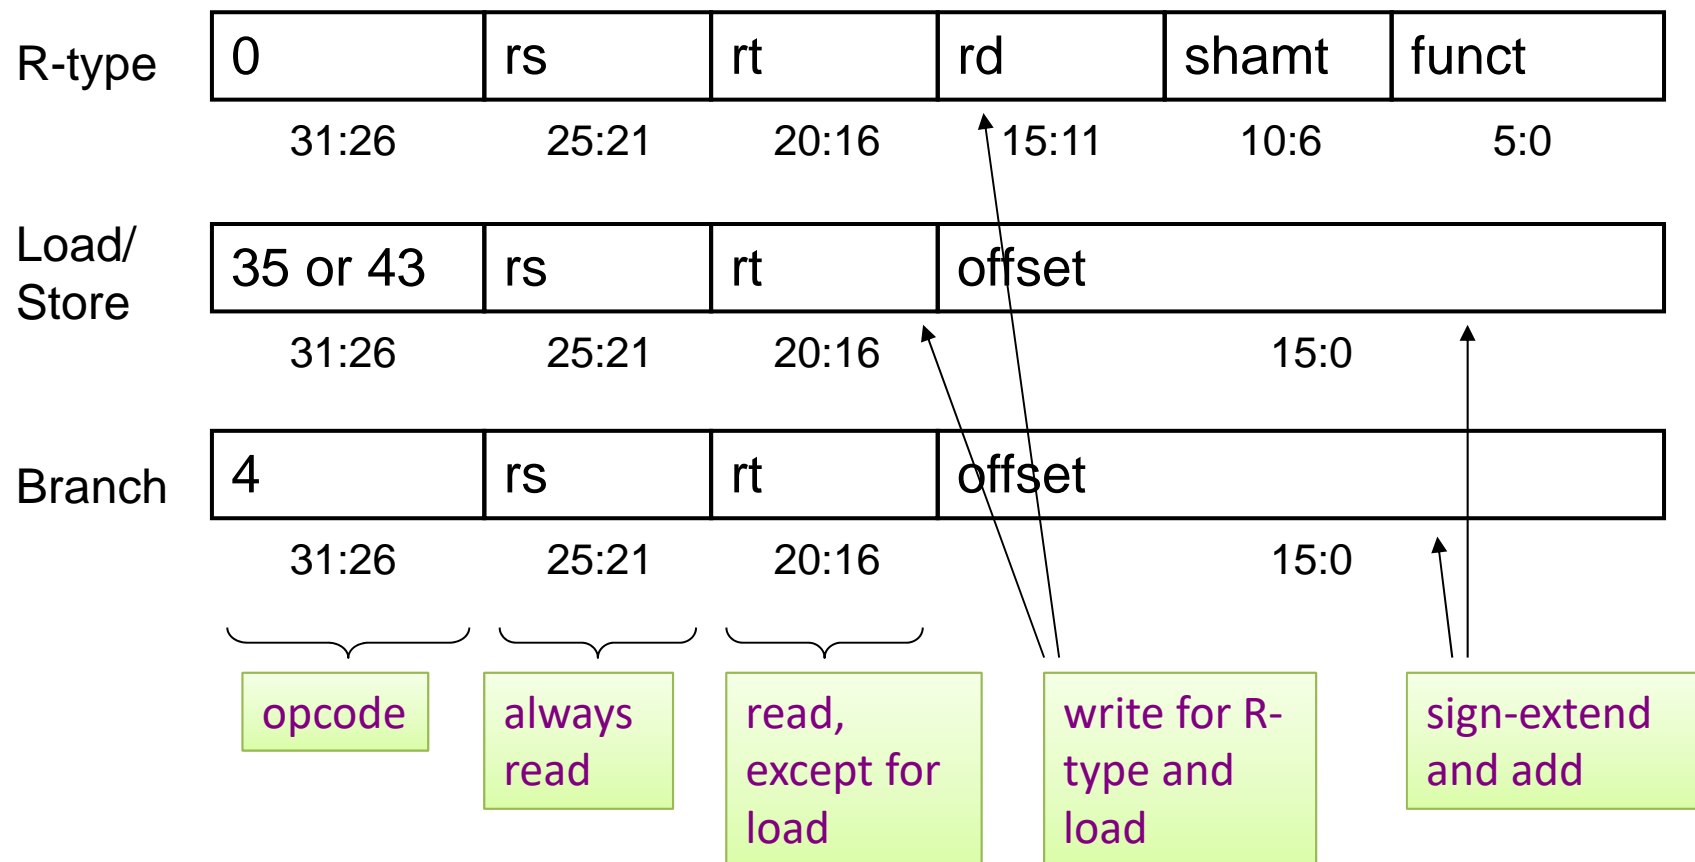 R-type 0 rs rt rd shamt funct
31:26 25:21 20:16 15:11 10:6 5:0
Load/
Store
35 or 43 rs rt offset
31:26 25:21 20:16 15:0
Branch 4 rs rt offset
31:26 25:21 20:16 15:0
opcode
always
read
read,
except for
load
write for R-
type and
load
sign-extend
and add